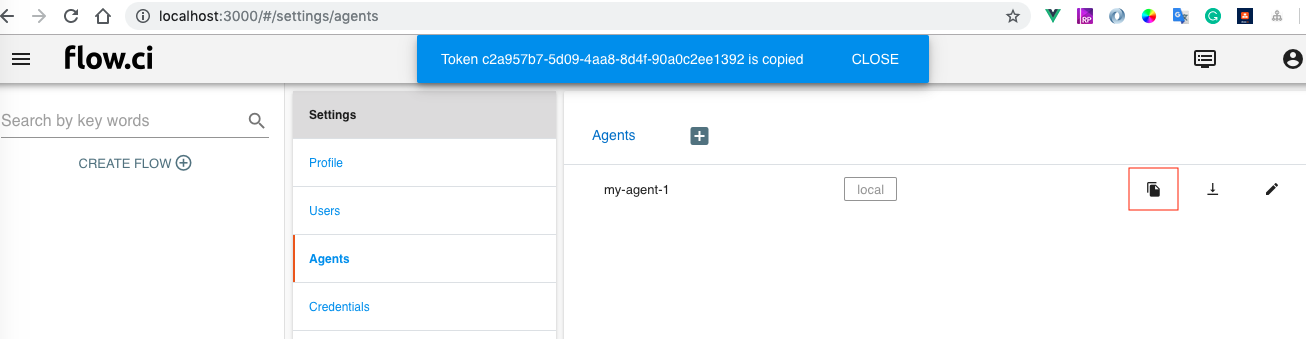 localhost:3000/#/settings/agents
RP
flow.ci
Token c2a957b7-5d09-4aa8-8d4f-90a0c2ee1392 is copied
CLOSE
Search by key words
CREATE FLOW
Settings
Profile
Users
Agents
Credentials
Agents
my-agent-1
local